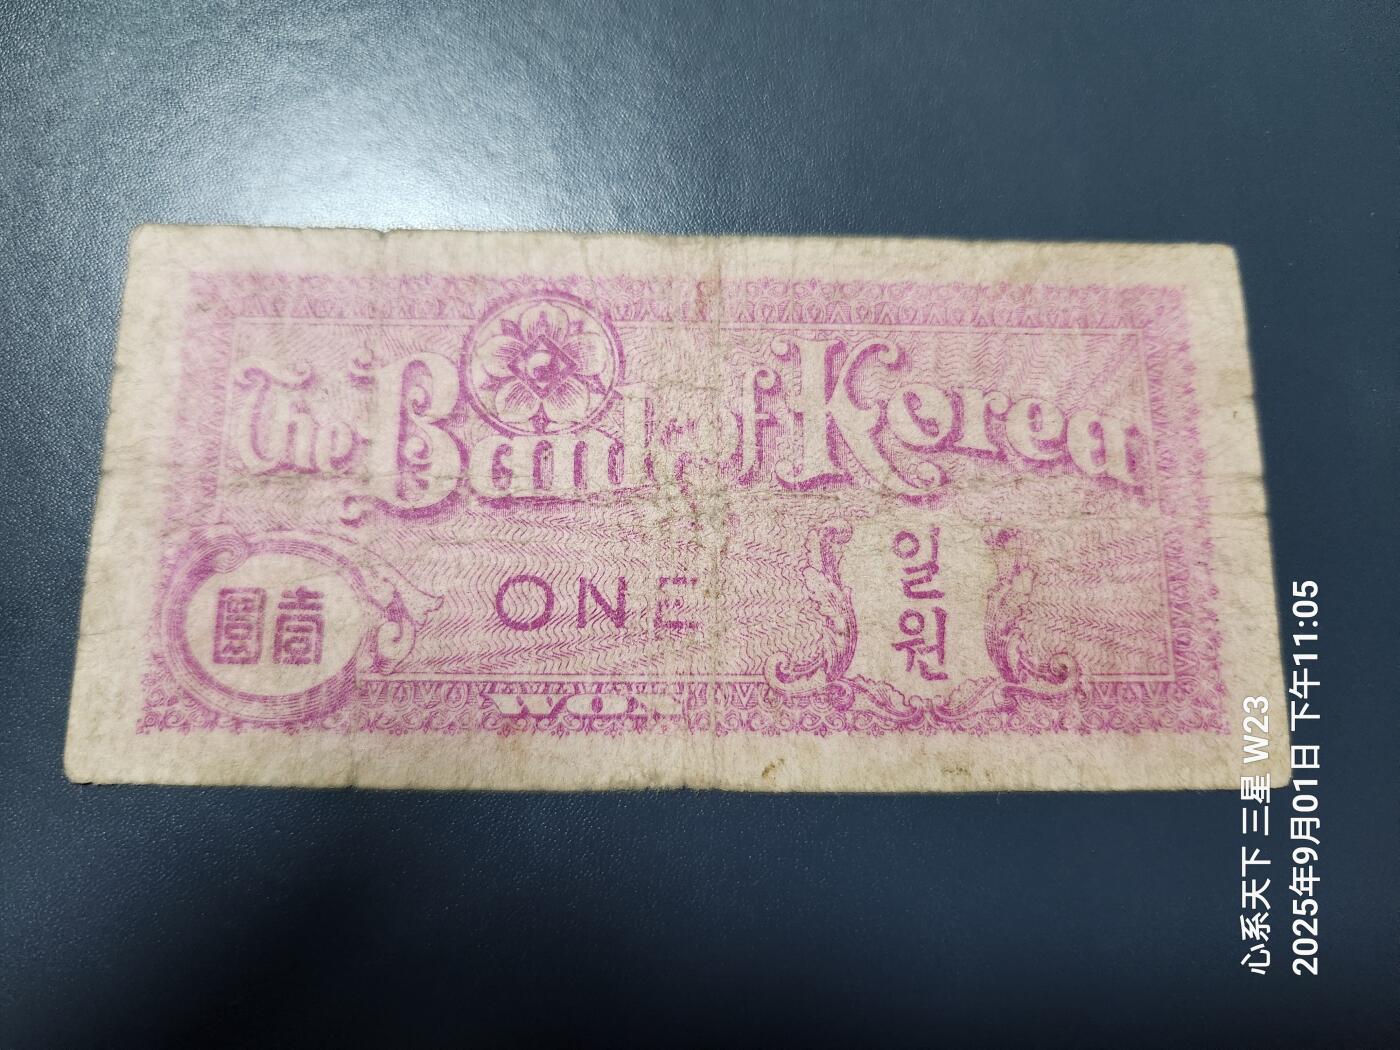 The Bank of Korea
圜壹
ONE
일
원
WON
心系天下 三星 W23
2025年9月01日 下午11:05